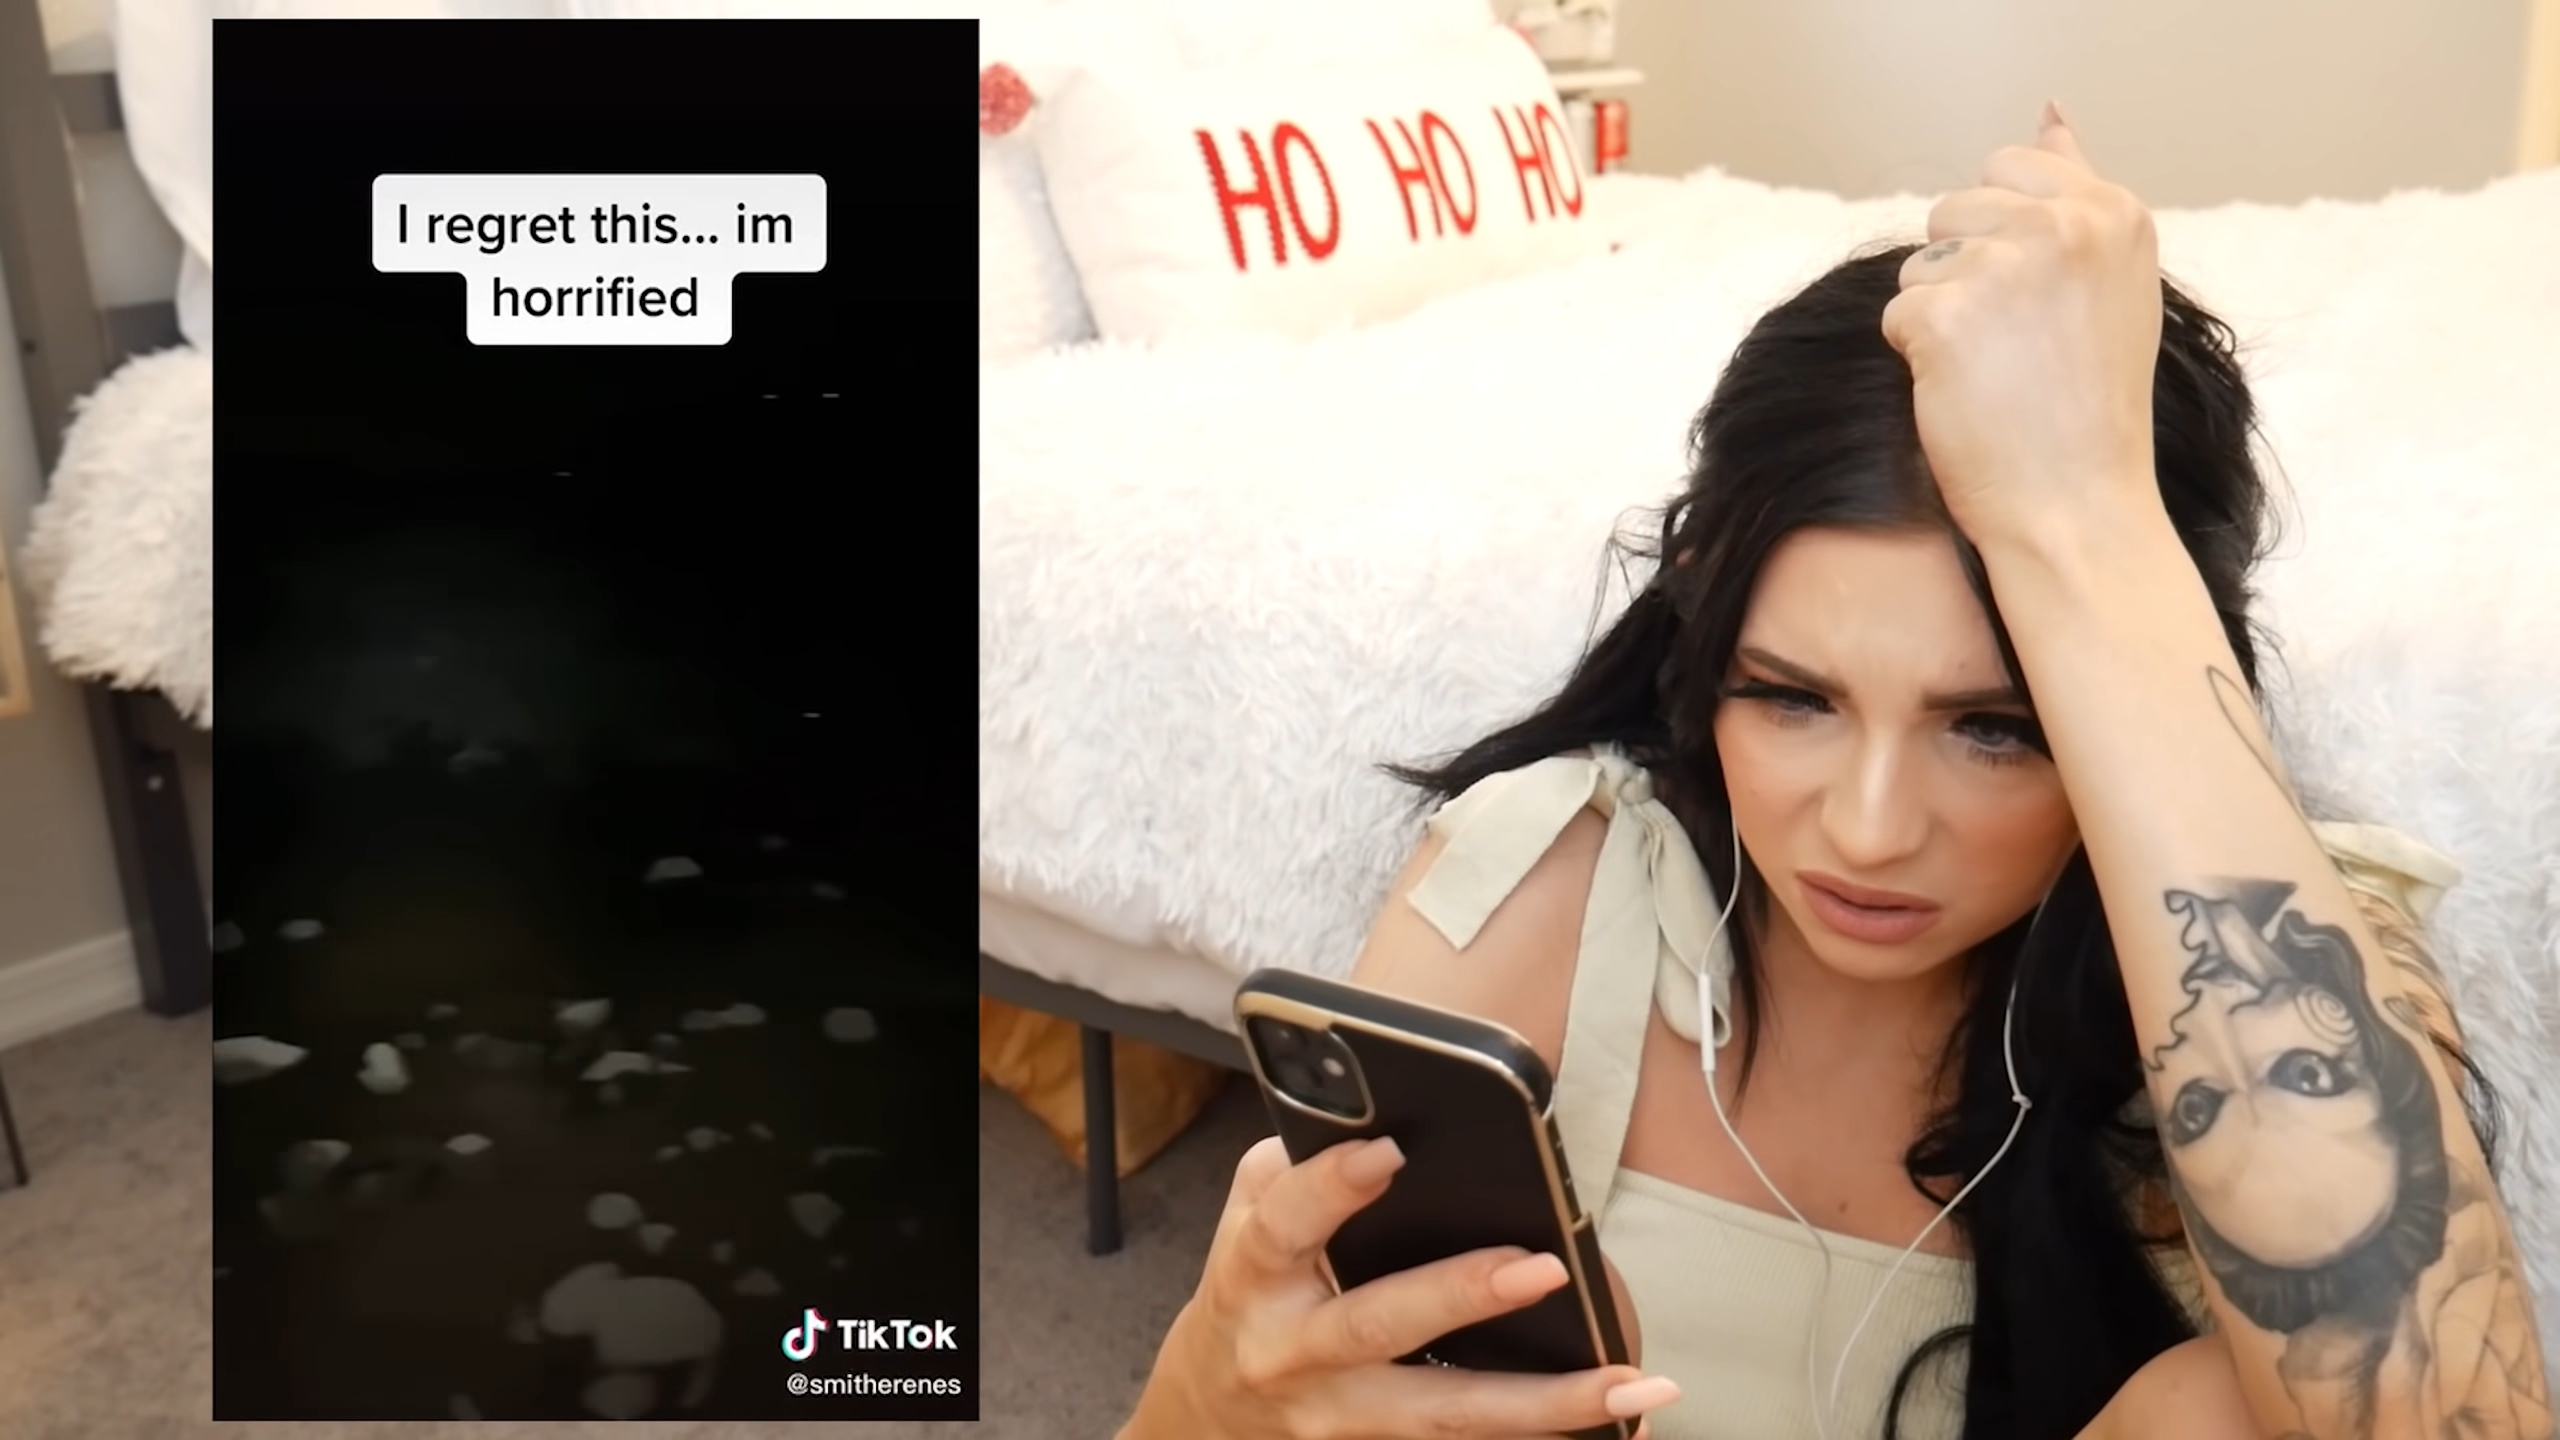 I regret this... im
horrified
HO HO HO
TikTok
@smitherenes